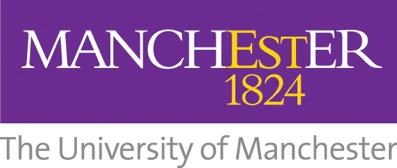 MANCHEsTER
1824
The University of Manchester